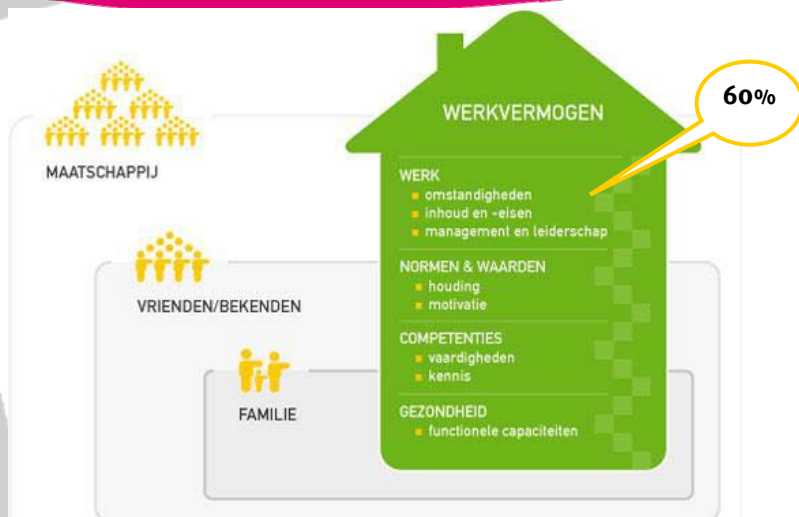 WERKVERMOGEN
60%
MAATSCHAPPIJ
WERK
omstandigheden
inhoud en -eisen
management en leiderschap
NORMEN & WAARDEN
houding
motivatie
VRIENDEN/BEKENDEN
COMPETENTIES
vaardigheden
kennis
FAMILIE
GEZONDHEID
functionele capaciteiten